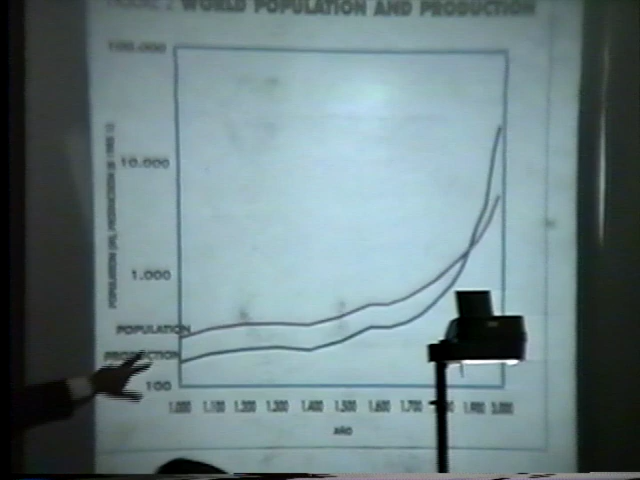 WORLD POPULATION AND PRODUCTION
100.000
10.000
1.000
POPULATION
PRODUCTION
100
1.000 1.100 1.200 1.300 1.400 1.500 1.600 1.700 1.900 2.000
AÑO